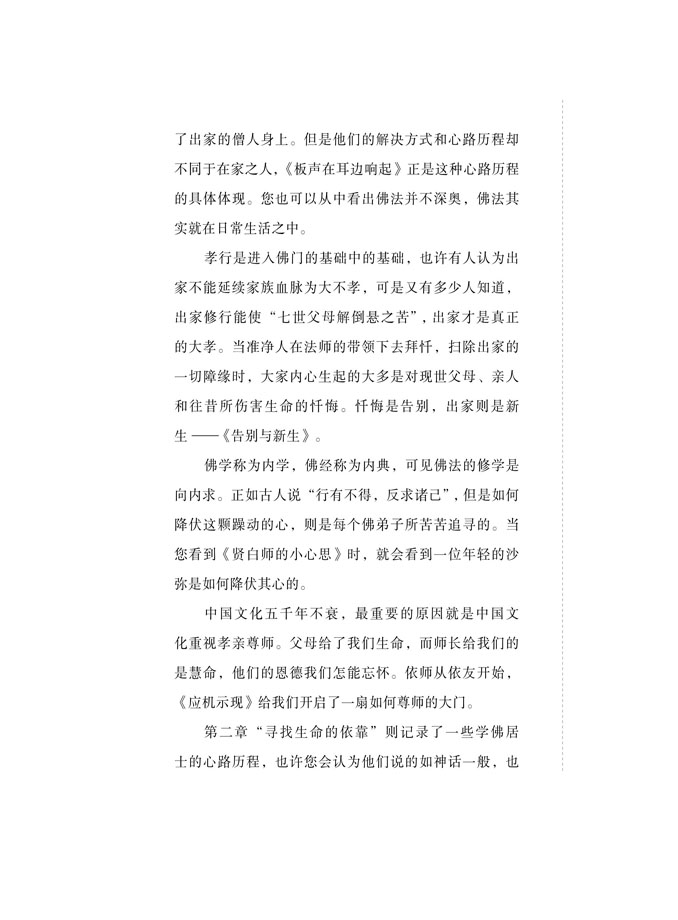 了出家的僧人身上。但是他们的解决方式和心路历程却
不同于在家之人，《板声在耳边响起》正是这种心路历程
的具体体现。您也可以从中看出佛法并不深奥，佛法其
实就在日常生活之中。
孝行是进入佛门的基础中的基础，也许有人认为出
家不能延续家族血脉为大不孝，可是又有多少人知道，
出家修行能使“七世父母解倒悬之苦”，出家才是真正
的大孝。当准净人在法师的带领下去拜忏，扫除出家的
一切障缘时，大家内心生起的大多是对现世父母、亲人
和往昔所伤害生命的忏悔。忏悔是告别，出家则是新
生——《告别与新生》。
佛学称为内学，佛经称为内典，可见佛法的修学是
向内求。正如古人说“行有不得，反求诸己”，但是如何
降伏这颗躁动的心，则是每个佛弟子所苦苦追寻的。当
您看到《贤白师的小心思》时，就会看到一位年轻的沙
弥是如何降伏其心的。
中国文化五千年不衰，最重要的原因就是中国文
化重视孝亲尊师。父母给了我们生命，而师长给我们的
是慧命，他们的恩德我们怎能忘怀。依师从依友开始，
《应机示现》给我们开启了一扇如何尊师的大门。
第二章“寻找生命的依靠”则记录了一些学佛居
士的心路历程，也许您会认为他们说的如神话一般，也